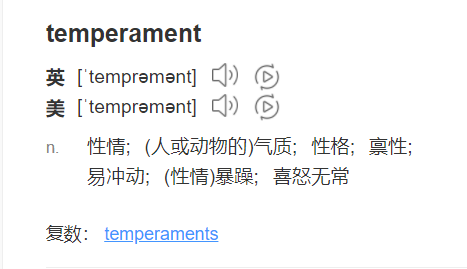 temperament
英 [ˈtemprəmənt]
美 [ˈtemprəmənt]
n. 性情; (人或动物的)气质; 性格; 禀性;
易冲动; (性情)暴躁; 喜怒无常
复数: temperaments